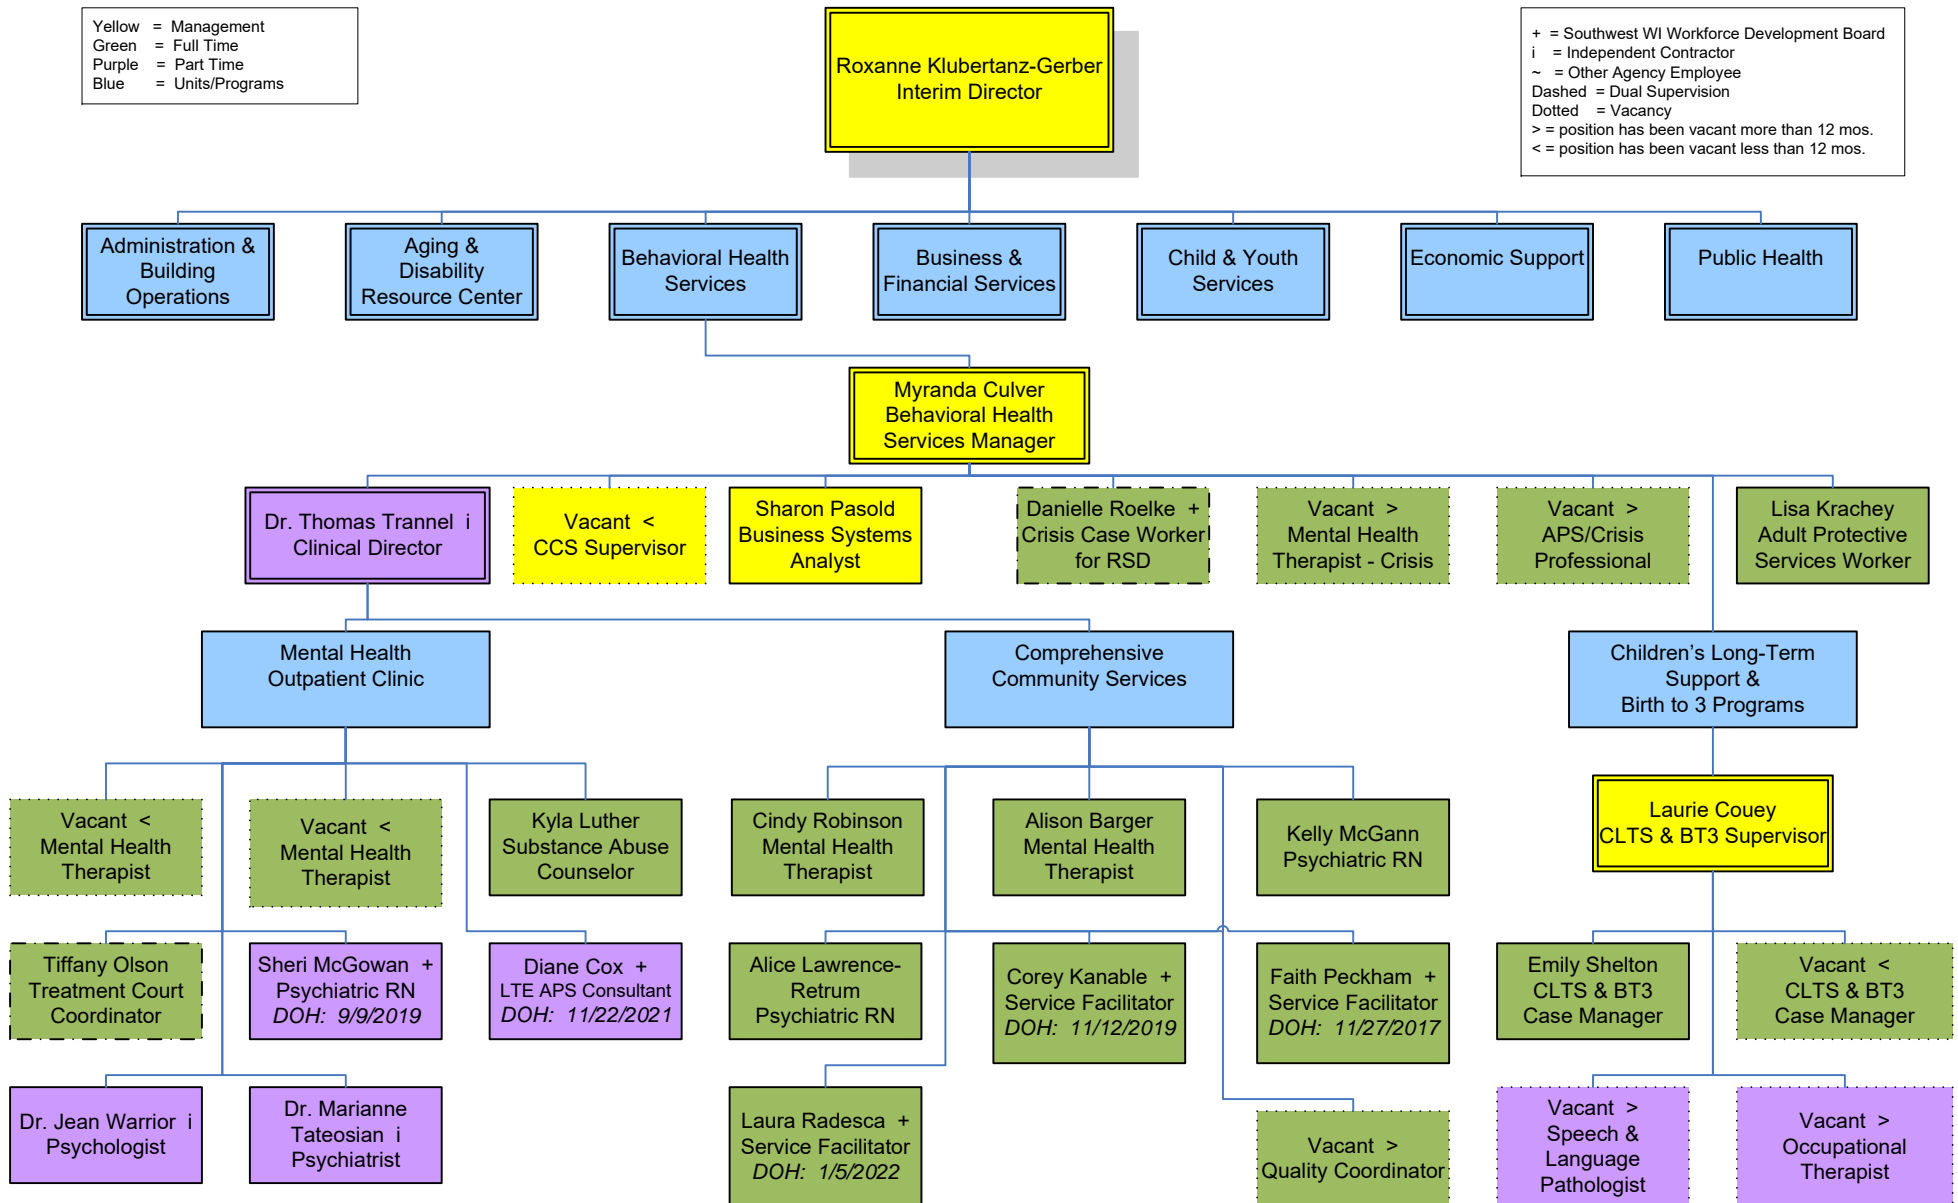 Yellow = Management
Green = Full Time
Purple = Part Time
Blue = Units/Programs
Roxanne Klubertanz-Gerber
Interim Director
+ = Southwest WI Workforce Development Board
i = Independent Contractor
~ = Other Agency Employee
Dashed = Dual Supervision
Dotted = Vacancy
> = position has been vacant more than 12 mos.
< = position has been vacant less than 12 mos.
Administration &
Building
Operations
Aging &
Disability
Resource Center
Behavioral Health
Services
Business &
Financial Services
Child & Youth
Services
Economic Support
Public Health
Myranda Culver
Behavioral Health
Services Manager
Dr. Thomas Trannel i
Clinical Director
Vacant <
CCS Supervisor
Sharon Pasold
Business Systems
Analyst
Danielle Roelke +
Crisis Case Worker
for RSD
Vacant >
Mental Health
Therapist - Crisis
Vacant >
APS/Crisis
Professional
Lisa Krachey
Adult Protective
Services Worker
Mental Health
Outpatient Clinic
Comprehensive
Community Services
Children's Long-Term
Support &
Birth to 3 Programs
Vacant <
Mental Health
Therapist
Vacant <
Mental Health
Therapist
Kyla Luther
Substance Abuse
Counselor
Cindy Robinson
Mental Health
Therapist
Alison Barger
Mental Health
Therapist
Kelly McGann
Psychiatric RN
Laurie Couey
CLTS & BT3 Supervisor
Tiffany Olson
Treatment Court
Coordinator
Sheri McGowan +
Psychiatric RN
DOH: 9/9/2019
Diane Cox +
LTE APS Consultant
DOH: 11/22/2021
Alice Lawrence-
Retrum
Psychiatric RN
Corey Kanable +
Service Facilitator
DOH: 11/12/2019
Faith Peckham +
Service Facilitator
DOH: 11/27/2017
Emily Shelton
CLTS & BT3
Case Manager
Vacant <
CLTS & BT3
Case Manager
Dr. Jean Warrior i
Psychologist
Dr. Marianne
Tateosian i
Psychiatrist
Laura Radesca +
Service Facilitator
DOH: 1/5/2022
Vacant >
Quality Coordinator
Vacant >
Speech &
Language
Pathologist
Vacant >
Occupational
Therapist